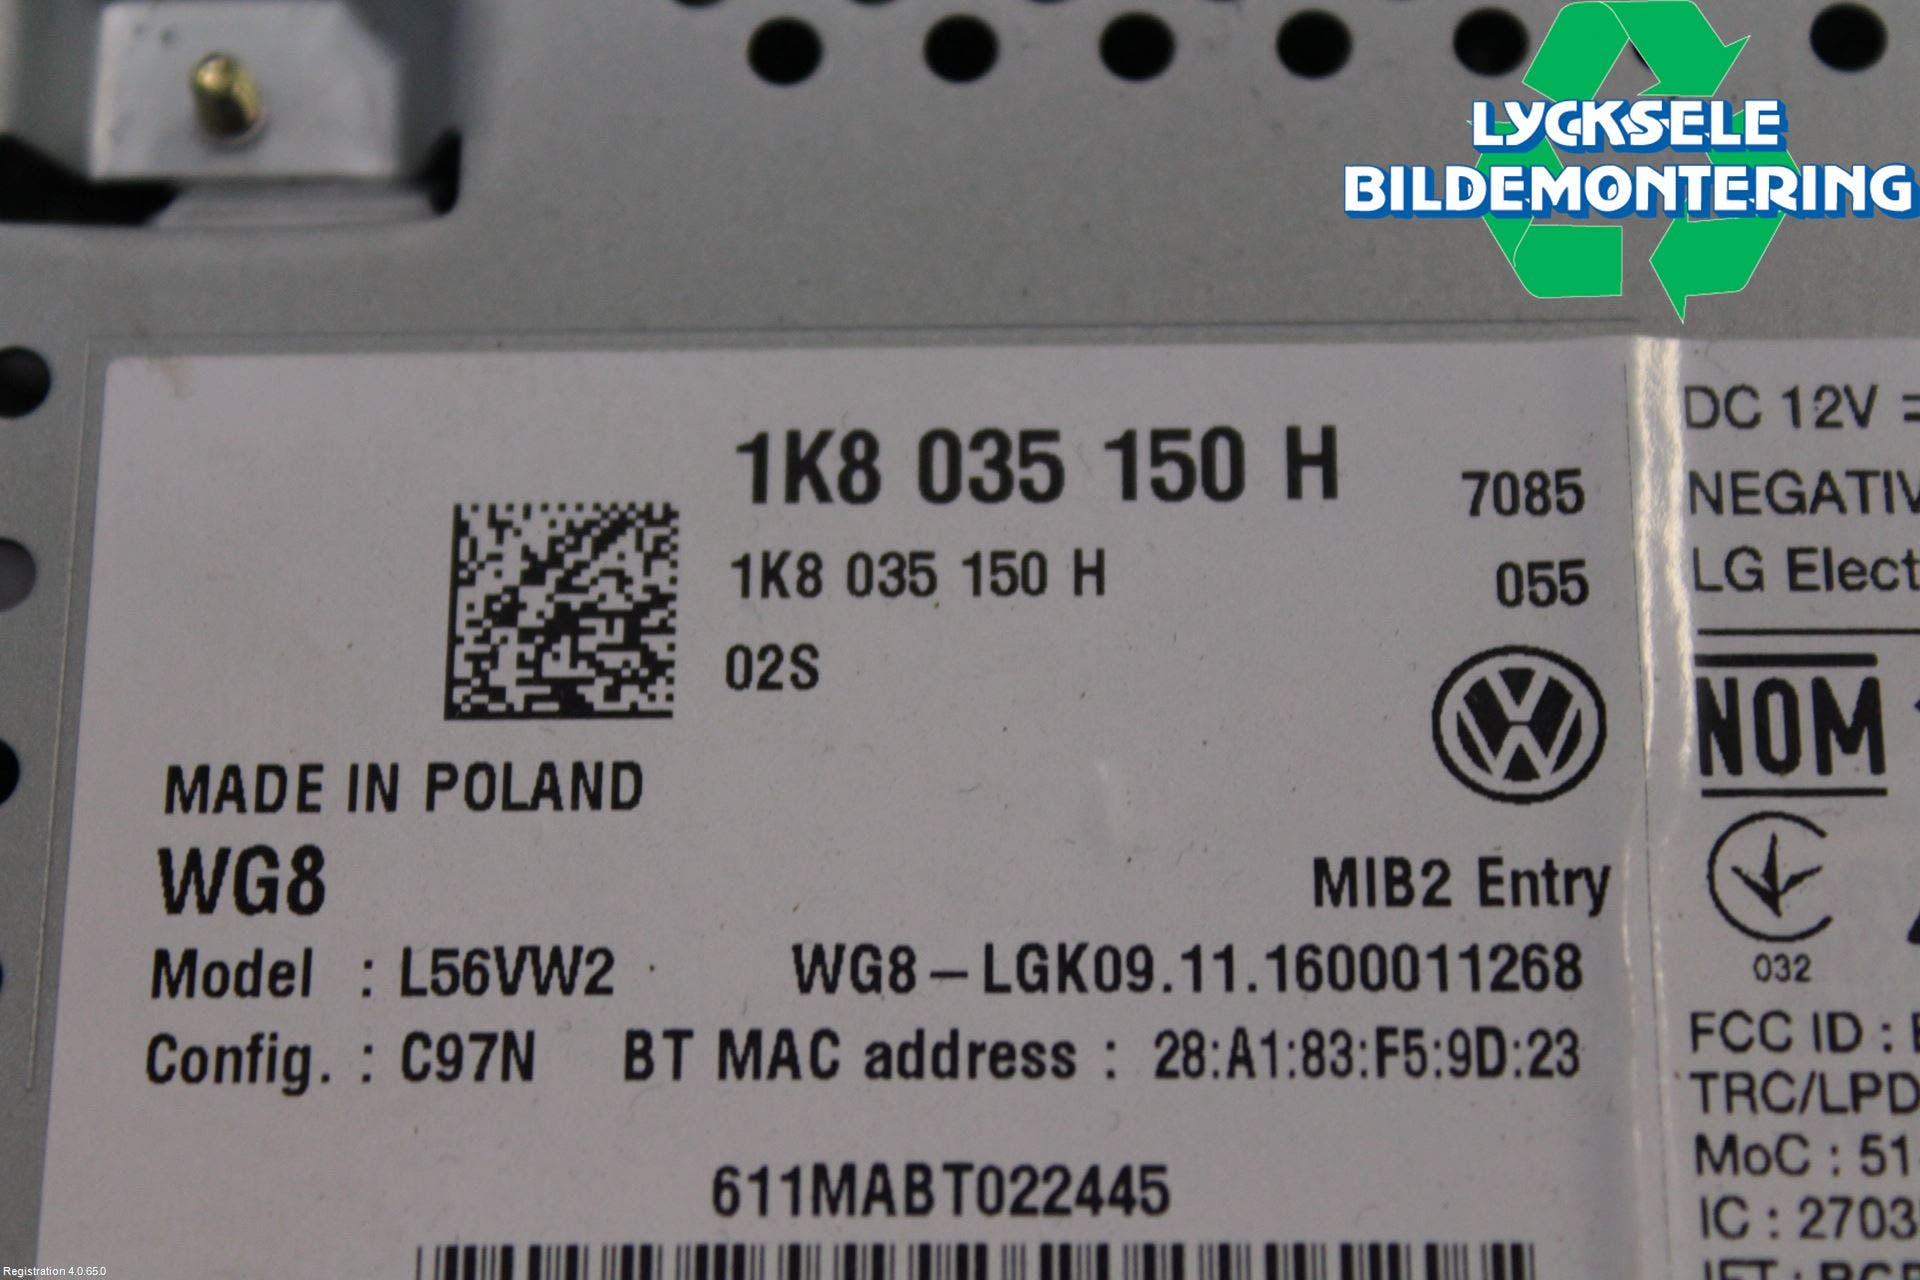 LYCKSELE
BILDEMONTERING
1K8 035 150 H
7085
1K8 035 150 H
055
02S
MADE IN POLAND
WG8
MIB2 Entry
Model : L56VW2 WG8-LGK09.11.1600011268
Config. : C97N BT MAC address : 28:A1:83:F5:9D:23
611MABT022445
DC 12V
NEGATIV
LG Elect
NOM
032
FCC ID :
TRC/LPD
MoC : 51
IC : 2703
Registration 4.0.65.0